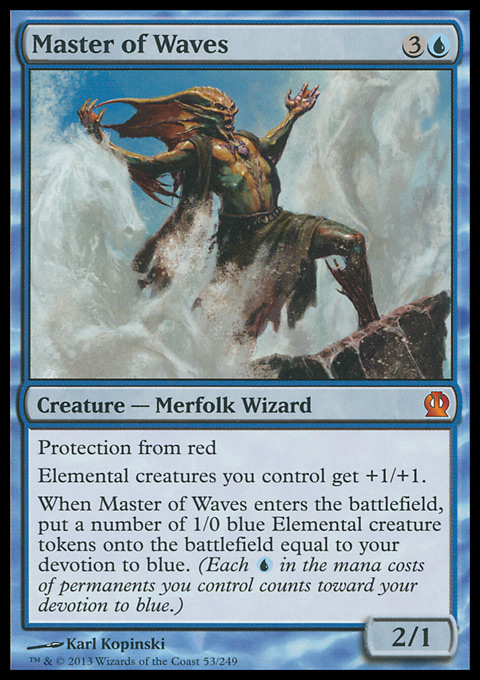 Master of Waves 3
Creature — Merfolk Wizard
Protection from red
Elemental creatures you control get +1/+1.
When Master of Waves enters the battlefield,
put a number of 1/0 blue Elemental creature
tokens onto the battlefield equal to your
devotion to blue. (Each in the mana costs
of permanents you control counts toward your
devotion to blue.)
2/1
Karl Kopinski
™ & © 2013 Wizards of the Coast 53/249